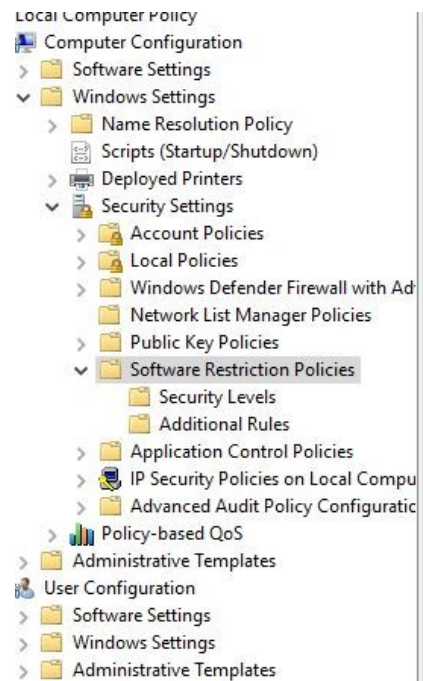 Local Computer Policy
Computer Configuration
Software Settings
Windows Settings
Name Resolution Policy
Scripts (Startup/Shutdown)
Deployed Printers
Security Settings
Account Policies
Local Policies
Windows Defender Firewall with Ad
Network List Manager Policies
Public Key Policies
Software Restriction Policies
Security Levels
Additional Rules
Application Control Policies
IP Security Policies on Local Compu
Advanced Audit Policy Configuratic
Policy-based QoS
Administrative Templates
User Configuration
Software Settings
Windows Settings
Administrative Templates